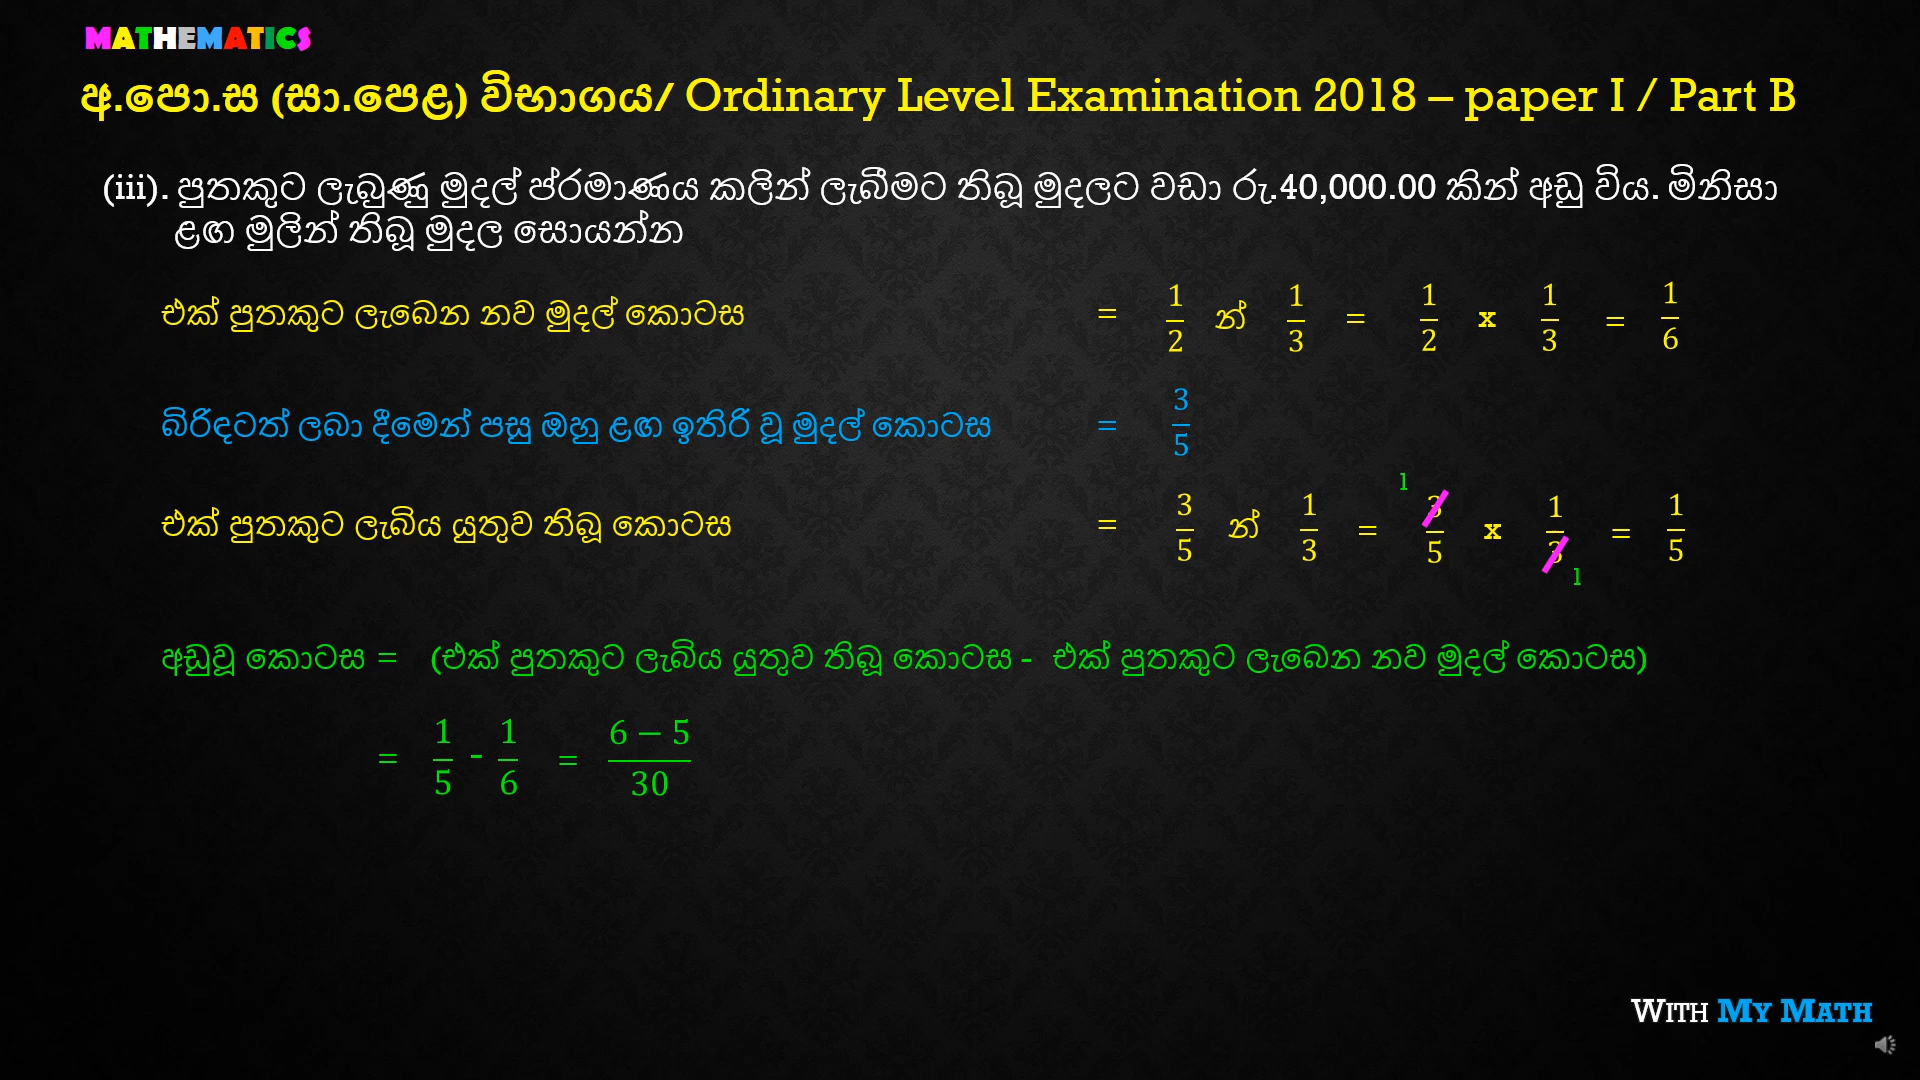 MATHEMATICS
අ.පො.ස (සා.පෙළ) විභාගය/ Ordinary Level Examination 2018 – paper I / Part B
(iii). පුතකුට ලැබුණු මුදල් ප්රමාණය කලින් ලැබීමට තිබූ මුදලට වඩා රු.40,000.00 කින් අඩු විය. මිනිසා
ළඟ මුලින් තිබූ මුදල සොයන්න
එක් පුතකුට ලැබෙන නව මුදල් කොටස = 1/2 න් 1/3 = 1/2 x 1/3 = 1/6
බිරිඳටත් ලබා දීමෙන් පසු ඔහු ළඟ ඉතිරි වූ මුදල් කොටස = 3/5
එක් පුතකුට ලැබිය යුතුව තිබූ කොටස = 3/5 න් 1/3 = 1 3/5 x 1/3 1 = 1/5
අඩුවූ කොටස = (එක් පුතකුට ලැබිය යුතුව තිබූ කොටස - එක් පුතකුට ලැබෙන නව මුදල් කොටස)
= 1/5 - 1/6 = 6 − 5/30
WITH MY MATH